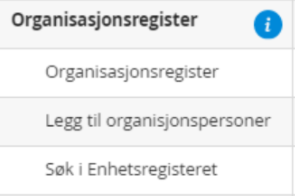 Organisasjonsregister i
Organisasjonsregister
Legg til organisjonspersoner
Søk i Enhetsregisteret